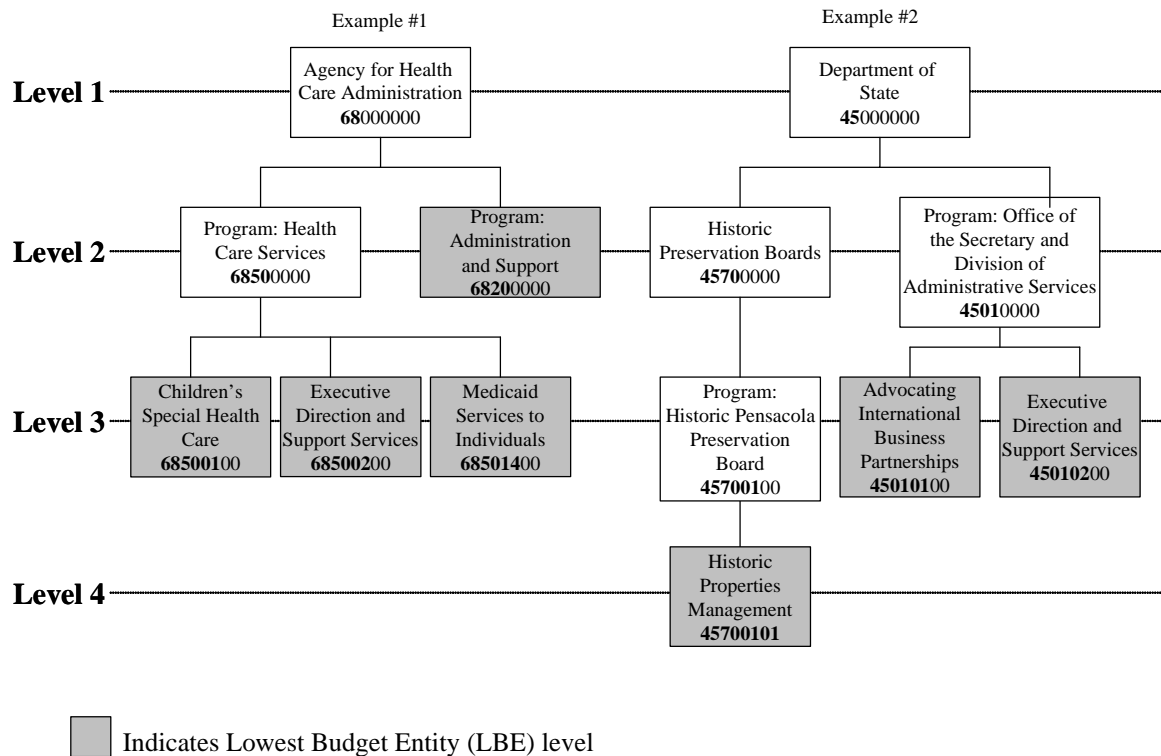 Example #1
Example #2
Level 1
Agency for Health
Care Administration
68000000
Department of
State
45000000
Level 2
Program: Health
Care Services
68500000
Program:
Administration
and Support
68200000
Historic
Preservation Boards
45700000
Program: Office of
the Secretary and
Division of
Administrative Services
45010000
Level 3
Children's
Special Health
Care
68500100
Executive
Direction and
Support Services
68500200
Medicaid
Services to
Individuals
68501400
Program:
Historic Pensacola
Preservation
Board
45700100
Advocating
International
Business
Partnerships
45010100
Executive
Direction and
Support Services
45010200
Level 4
Historic
Properties
Management
45700101
Indicates Lowest Budget Entity (LBE) level